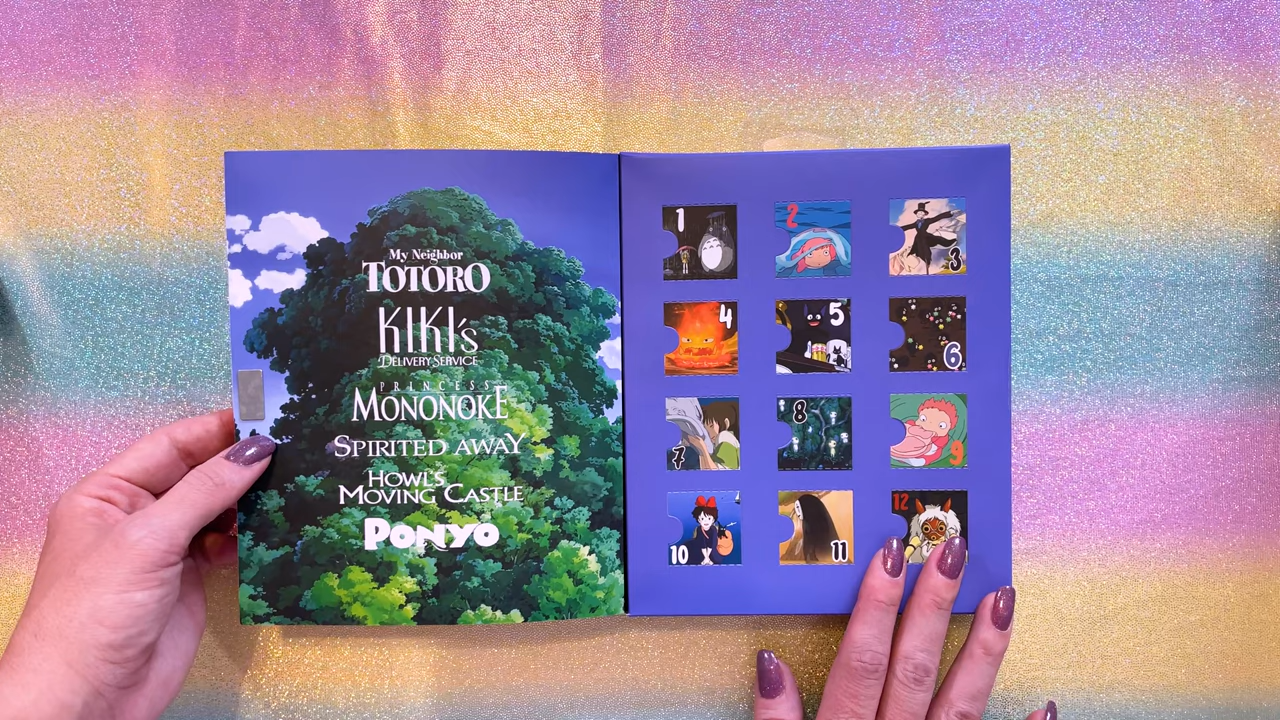 My Neighbor
TOTORO
KIKI's
DELIVERY SERVICE
PRINCESS
MONONOKE
SPIRITED AWAY
HOWL'S
MOVING CASTLE
PONYO
1
2
3
4
5
6
7
8
9
10
11
12